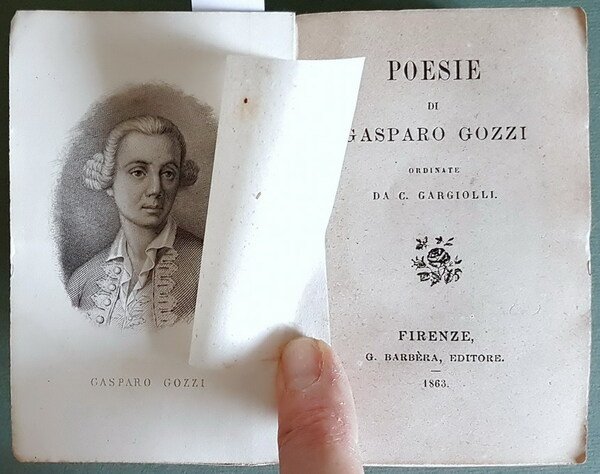 GASPARO GOZZI
POESIE
DI
GASPARO GOZZI
ORDINATE
DA C. GARGIOLLI.
FIRENZE,
G. BARBÈRA, EDITORE.
1863.